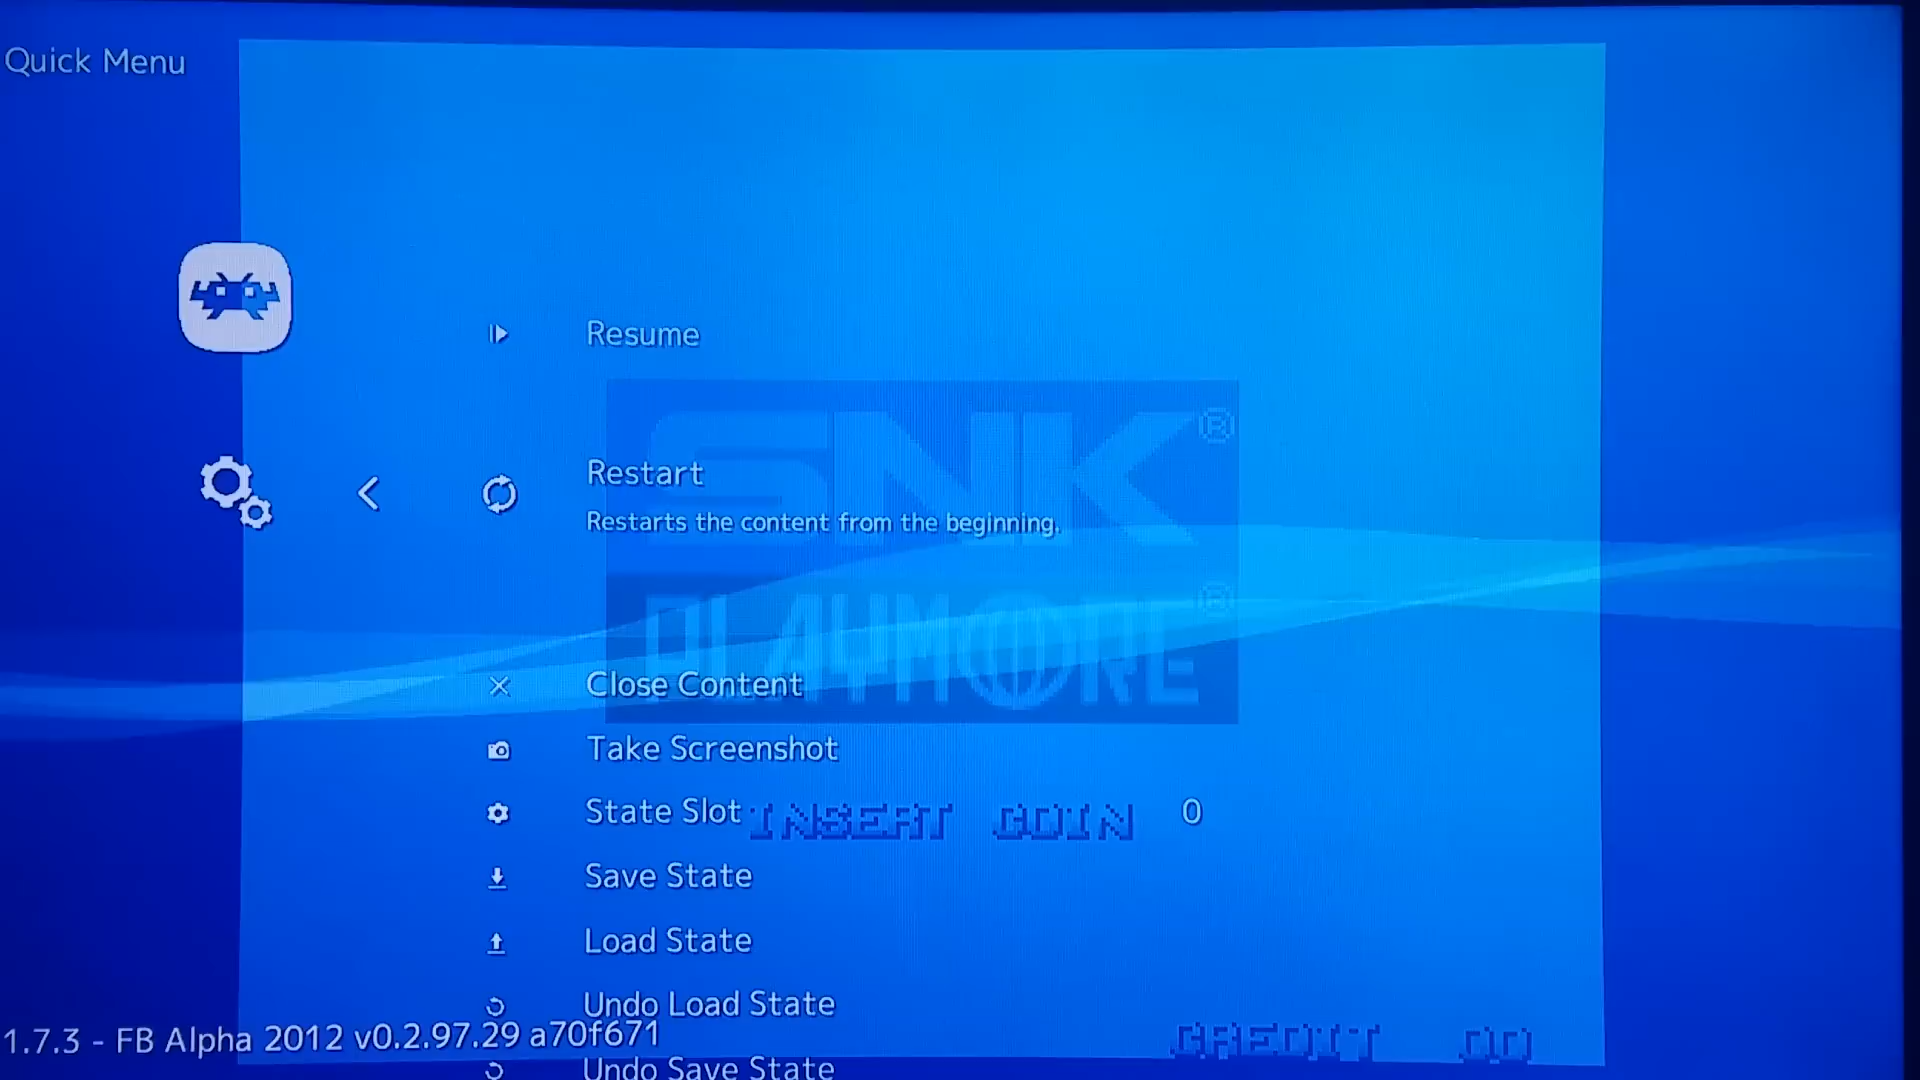 Quick Menu
Resume
SNK®
Restart
Restarts the content from the beginning.
PLAYMORE®
Close Content
Take Screenshot
State Slot 0
INSERT COIN
Save State
Load State
Undo Load State
1.7.3 - FB Alpha 2012 v0.2.97.29 a70f671
CREDIT 00
Undo Save State